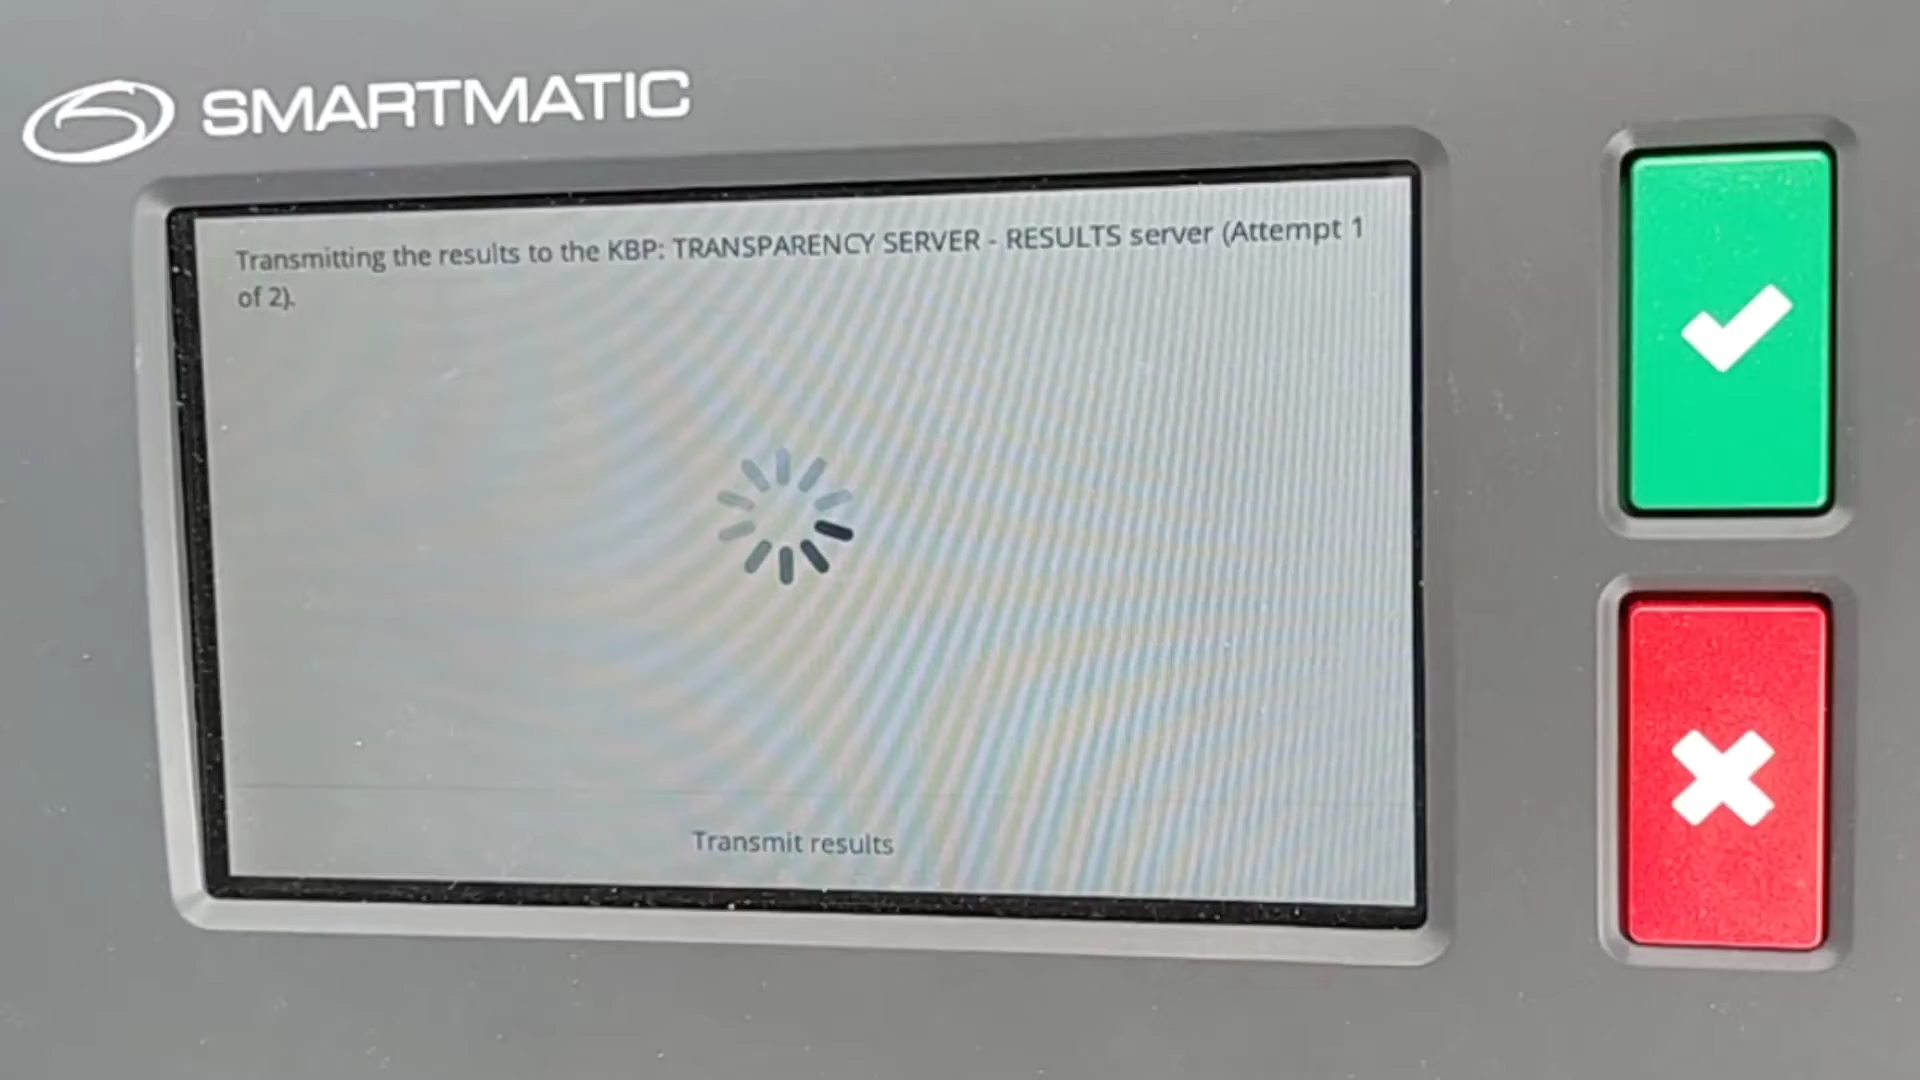 SMARTMATIC
Transmitting the results to the KBP: TRANSPARENCY SERVER - RESULTS server (Attempt 1
of 2).
Transmit results